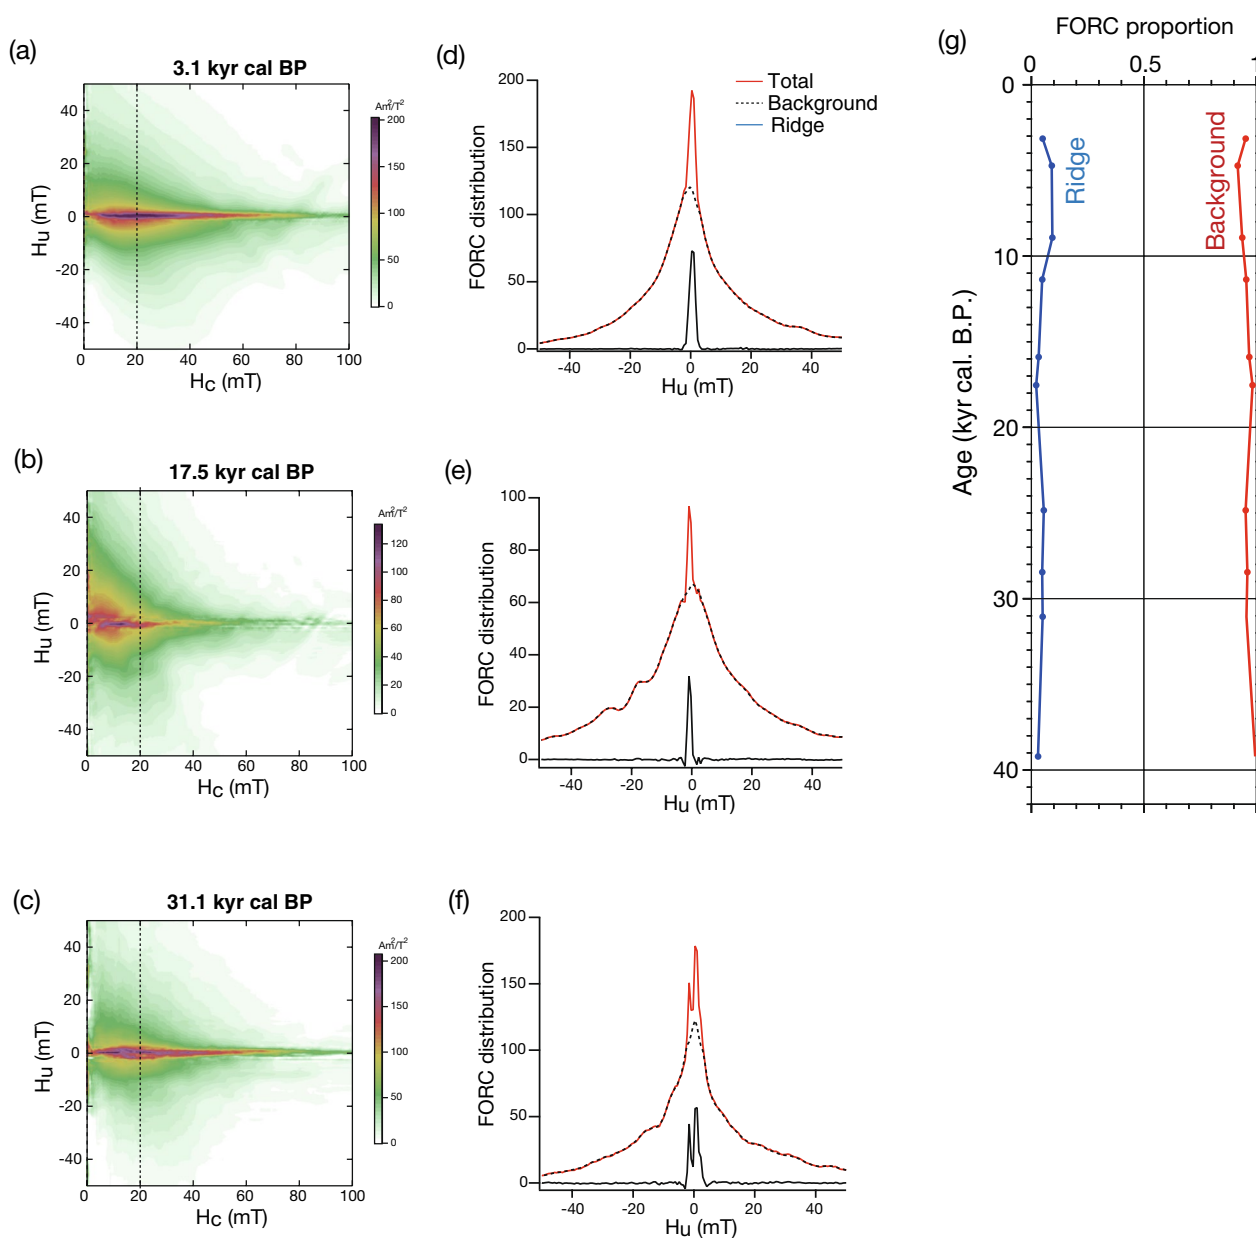 (a)
3.1 kyr cal BP
Am²/T²
40
20
0
-20
-40
Hu (mT)
0 20 40 60 80 100
HC (mT)
200
150
100
50
0
(b)
17.5 kyr cal BP
Am²/T²
40
20
0
-20
-40
Hu (mT)
0 20 40 60 80 100
HC (mT)
120
100
80
60
40
20
0
(c)
31.1 kyr cal BP
Am²/T²
40
20
0
-20
-40
Hu (mT)
0 20 40 60 80 100
HC (mT)
200
150
100
50
0
(d)
Total
Background
Ridge
200
150
100
50
0
FORC distribution
-40 -20 0 20 40
Hu (mT)
(e)
100
80
60
40
20
0
FORC distribution
-40 -20 0 20 40
Hu (mT)
(f)
200
150
100
50
0
FORC distribution
-40 -20 0 20 40
Hu (mT)
(g)
FORC proportion
0 0.5 1
0
10
20
30
40
Age (kyr cal. B.P.)
Ridge
Background